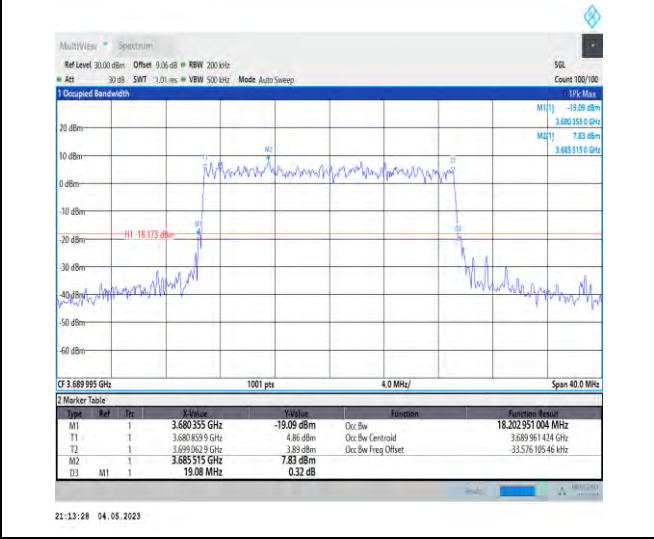 MultiView Spectrum
Ref Level 30.00 dBm Offset 9.06 dB RBW 200 kHz SGL
Att 30 dB SWT 1.01 ms VBW 500 kHz Mode Auto Sweep Count 100/100
1 Occupied Bandwidth 1Pk Max
M1[1] -19.09 dBm
3.680 355 0 GHz
M2[1] 7.83 dBm
3.685 515 0 GHz
20 dBm
10 dBm
0 dBm
-10 dBm
H1 -18.173 dBm
-20 dBm
-30 dBm
-40 dBm
-50 dBm
-60 dBm
M1
T1
M2
T2
D3
CF 3.689 995 GHz 1001 pts 4.0 MHz/ Span 40.0 MHz
2 Marker Table
Type Ref Trc X-Value Y-Value Function Function Result
M1 1 3.680 355 GHz -19.09 dBm Occ Bw 18.202 951 004 MHz
T1 1 3.680 859 9 GHz 4.86 dBm Occ Bw Centroid 3.689 961 424 GHz
T2 1 3.699 062 9 GHz 3.89 dBm Occ Bw Freq Offset -33.576 105 46 kHz
M2 1 3.685 515 GHz 7.83 dBm
D3 M1 1 19.08 MHz 0.32 dB
21:13:28 04.05.2023